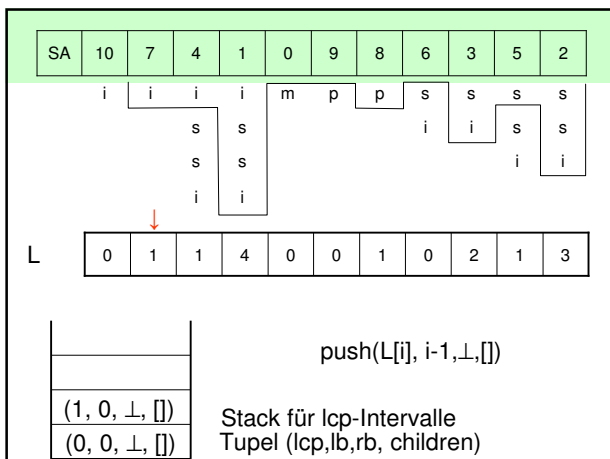 SA 10 7 4 1 0 9 8 6 3 5 2
i i i i m p p s s s s
s s i i s s
s s i i
i i
↓
L 0 1 1 4 0 0 1 0 2 1 3
push(L[i], i-1,⊥,[])
(1, 0, ⊥, [])
(0, 0, ⊥, [])
Stack für lcp-Intervalle
Tupel (lcp,lb,rb, children)